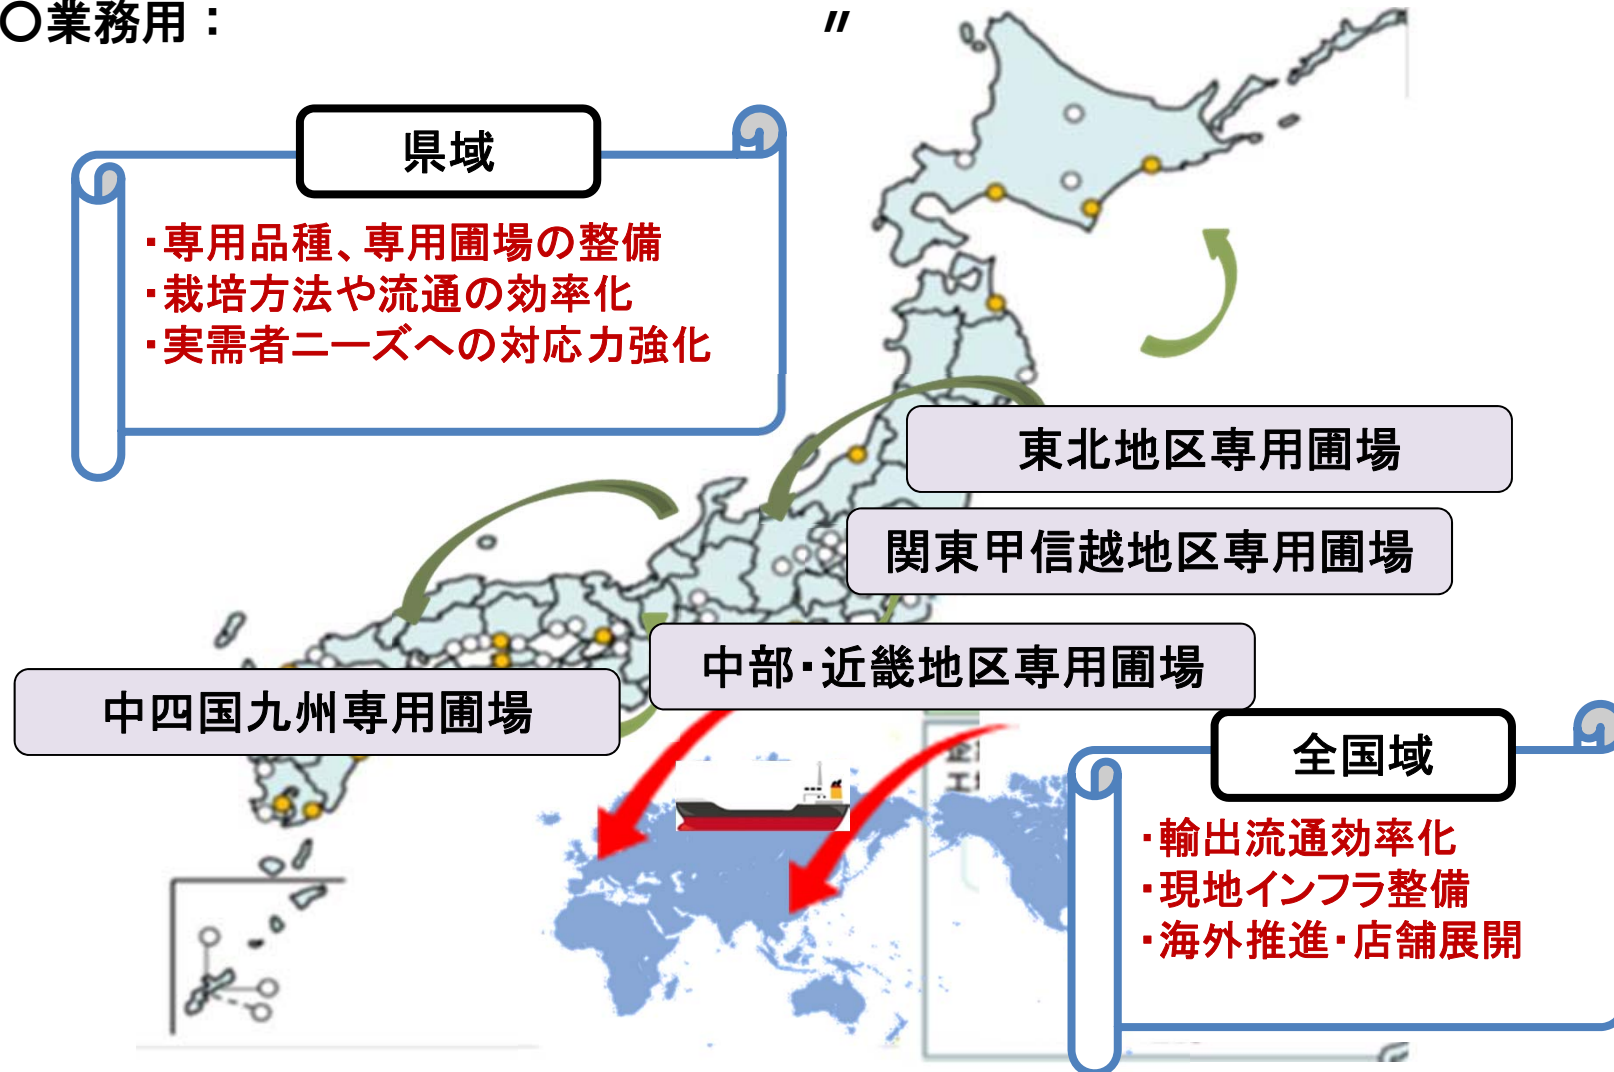 〇業務用： 〃
県域
・専用品種、専用圃場の整備
・栽培方法や流通の効率化
・実需者ニーズへの対応力強化
東北地区専用圃場
関東甲信越地区専用圃場
中部・近畿地区専用圃場
中四国九州専用圃場
全国域
・輸出流通効率化
・現地インフラ整備
・海外推進・店舗展開